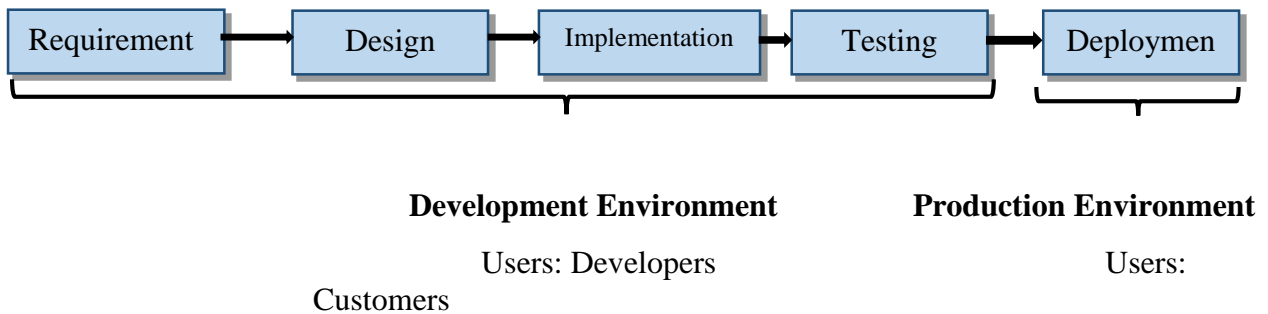 Requirement Design Implementation Testing Deploymen
Development Environment Production Environment
Users: Developers Users:
Customers